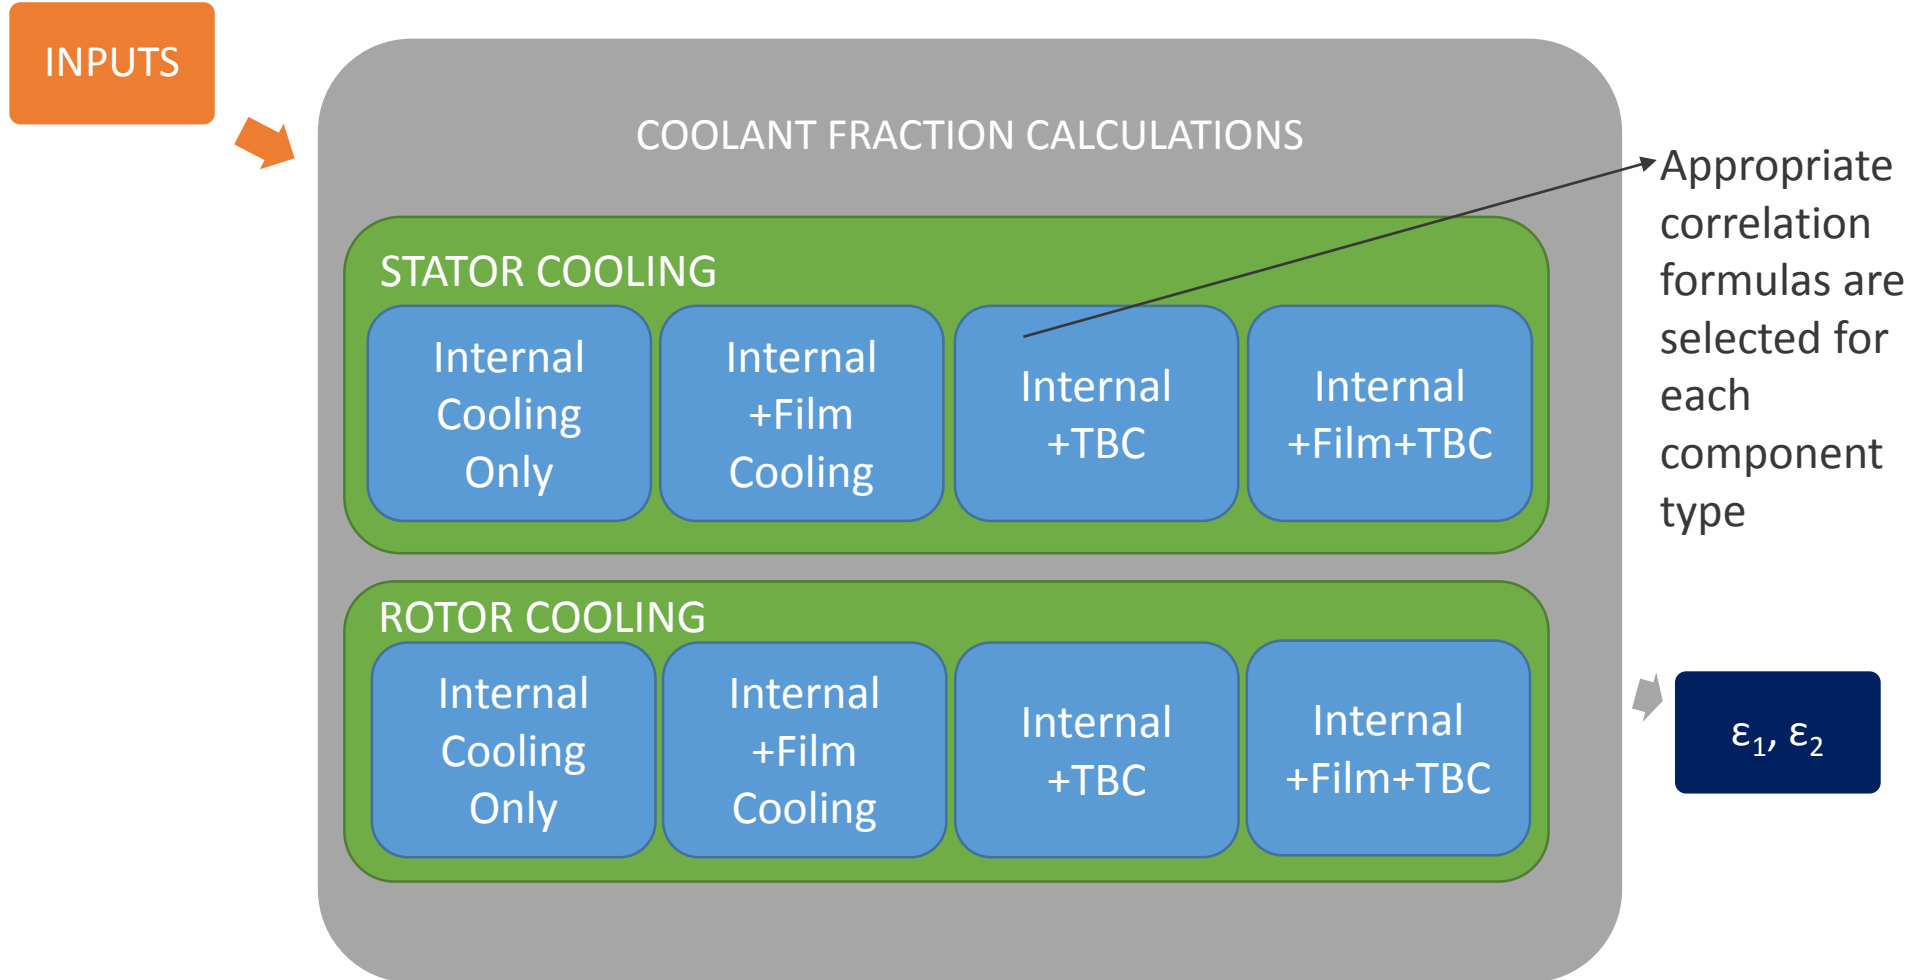 INPUTS
COOLANT FRACTION CALCULATIONS
STATOR COOLING
Internal
Cooling
Only
Internal
+Film
Cooling
Internal
+TBC
Internal
+Film+TBC
Appropriate
correlation
formulas are
selected for
each
component
type
ROTOR COOLING
Internal
Cooling
Only
Internal
+Film
Cooling
Internal
+TBC
Internal
+Film+TBC
ε₁, ε₂